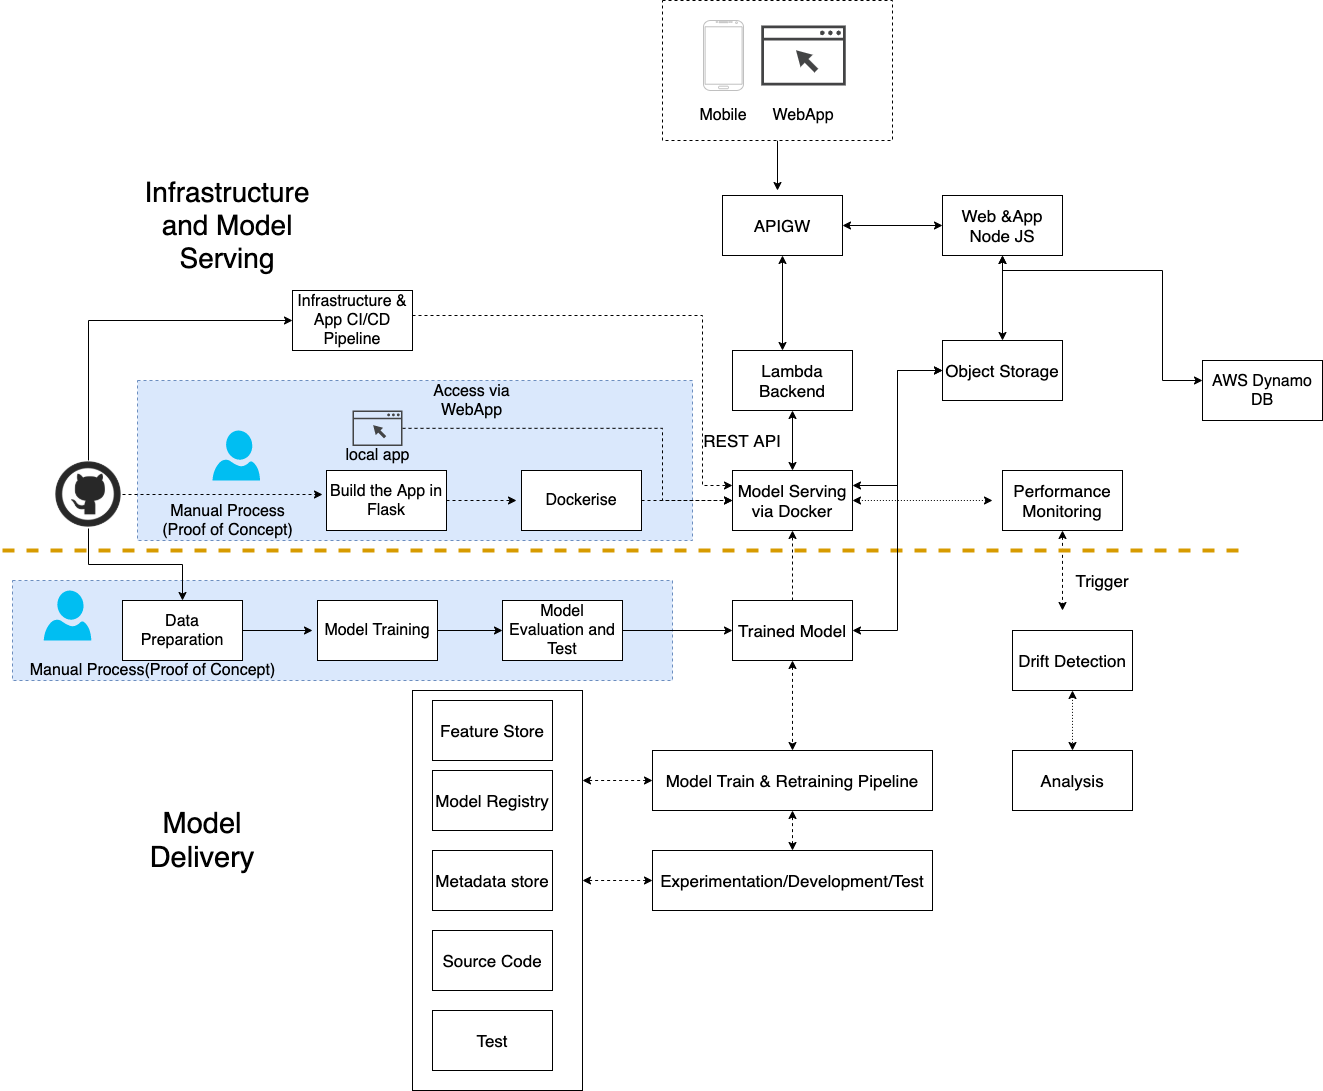 Mobile
WebApp
Infrastructure
and Model
Serving
APIGW
Web &App
Node JS
Infrastructure &
App CI/CD
Pipeline
Lambda
Backend
Object Storage
AWS Dynamo
DB
Access via
WebApp
local app
REST API
Manual Process
(Proof of Concept)
Build the App in
Flask
Dockerise
Model Serving
via Docker
Performance
Monitoring
Trigger
Data
Preparation
Model Training
Model
Evaluation and
Test
Trained Model
Manual Process(Proof of Concept)
Drift Detection
Feature Store
Model Registry
Model Train & Retraining Pipeline
Analysis
Model
Delivery
Metadata store
Experimentation/Development/Test
Source Code
Test